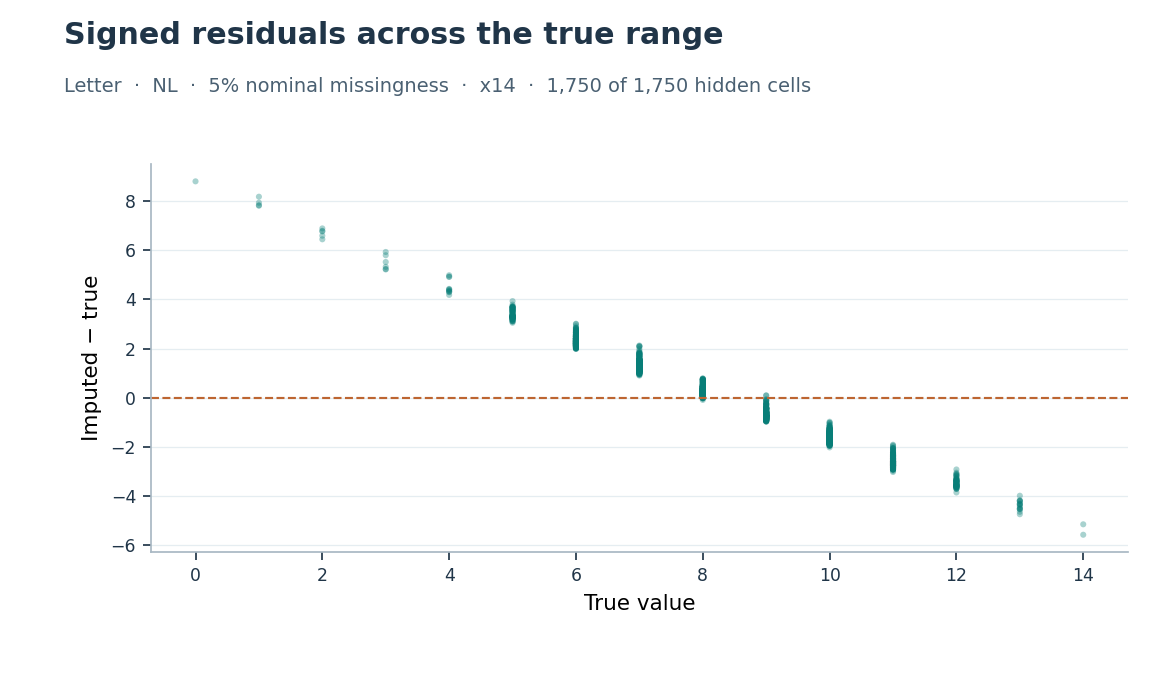 Signed residuals across the true range
Letter · NL · 5% nominal missingness · x14 · 1,750 of 1,750 hidden cells
Imputed − true
8
6
4
2
0
−2
−4
−6
0 2 4 6 8 10 12 14
True value